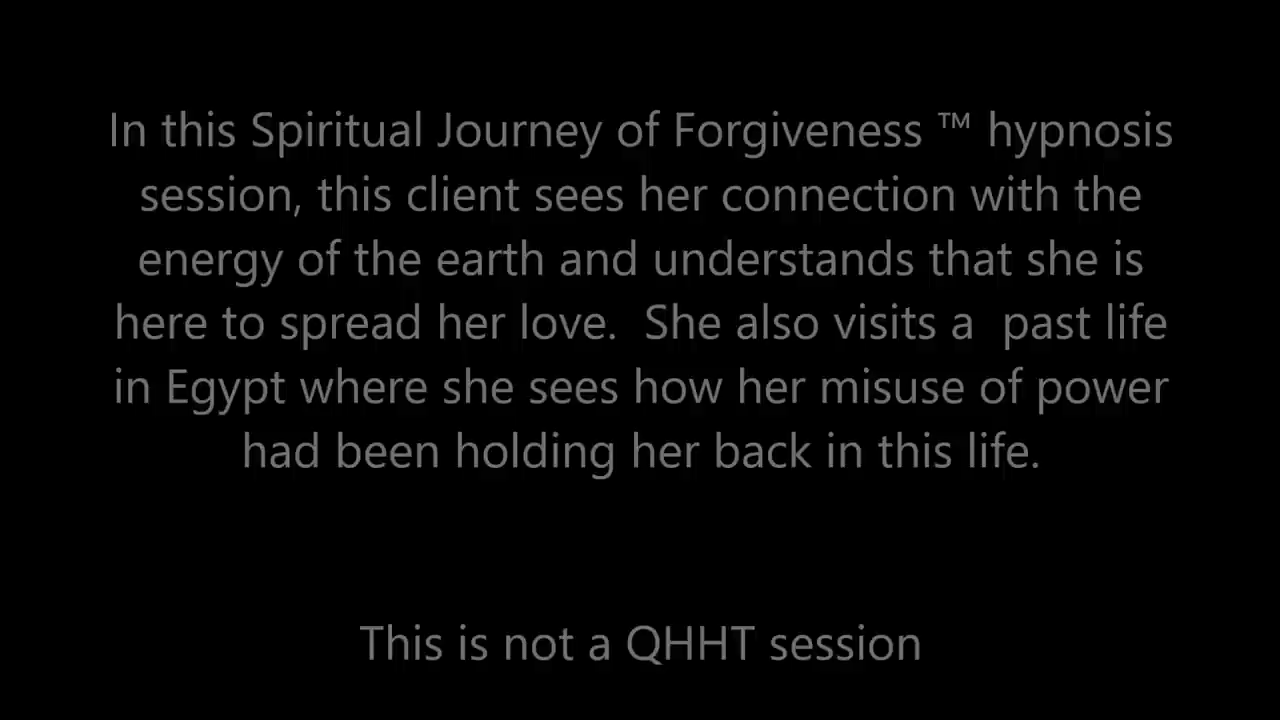 In this Spiritual Journey of Forgiveness ™ hypnosis
session, this client sees her connection with the
energy of the earth and understands that she is
here to spread her love.  She also visits a  past life
in Egypt where she sees how her misuse of power
had been holding her back in this life.
This is not a QHHT session